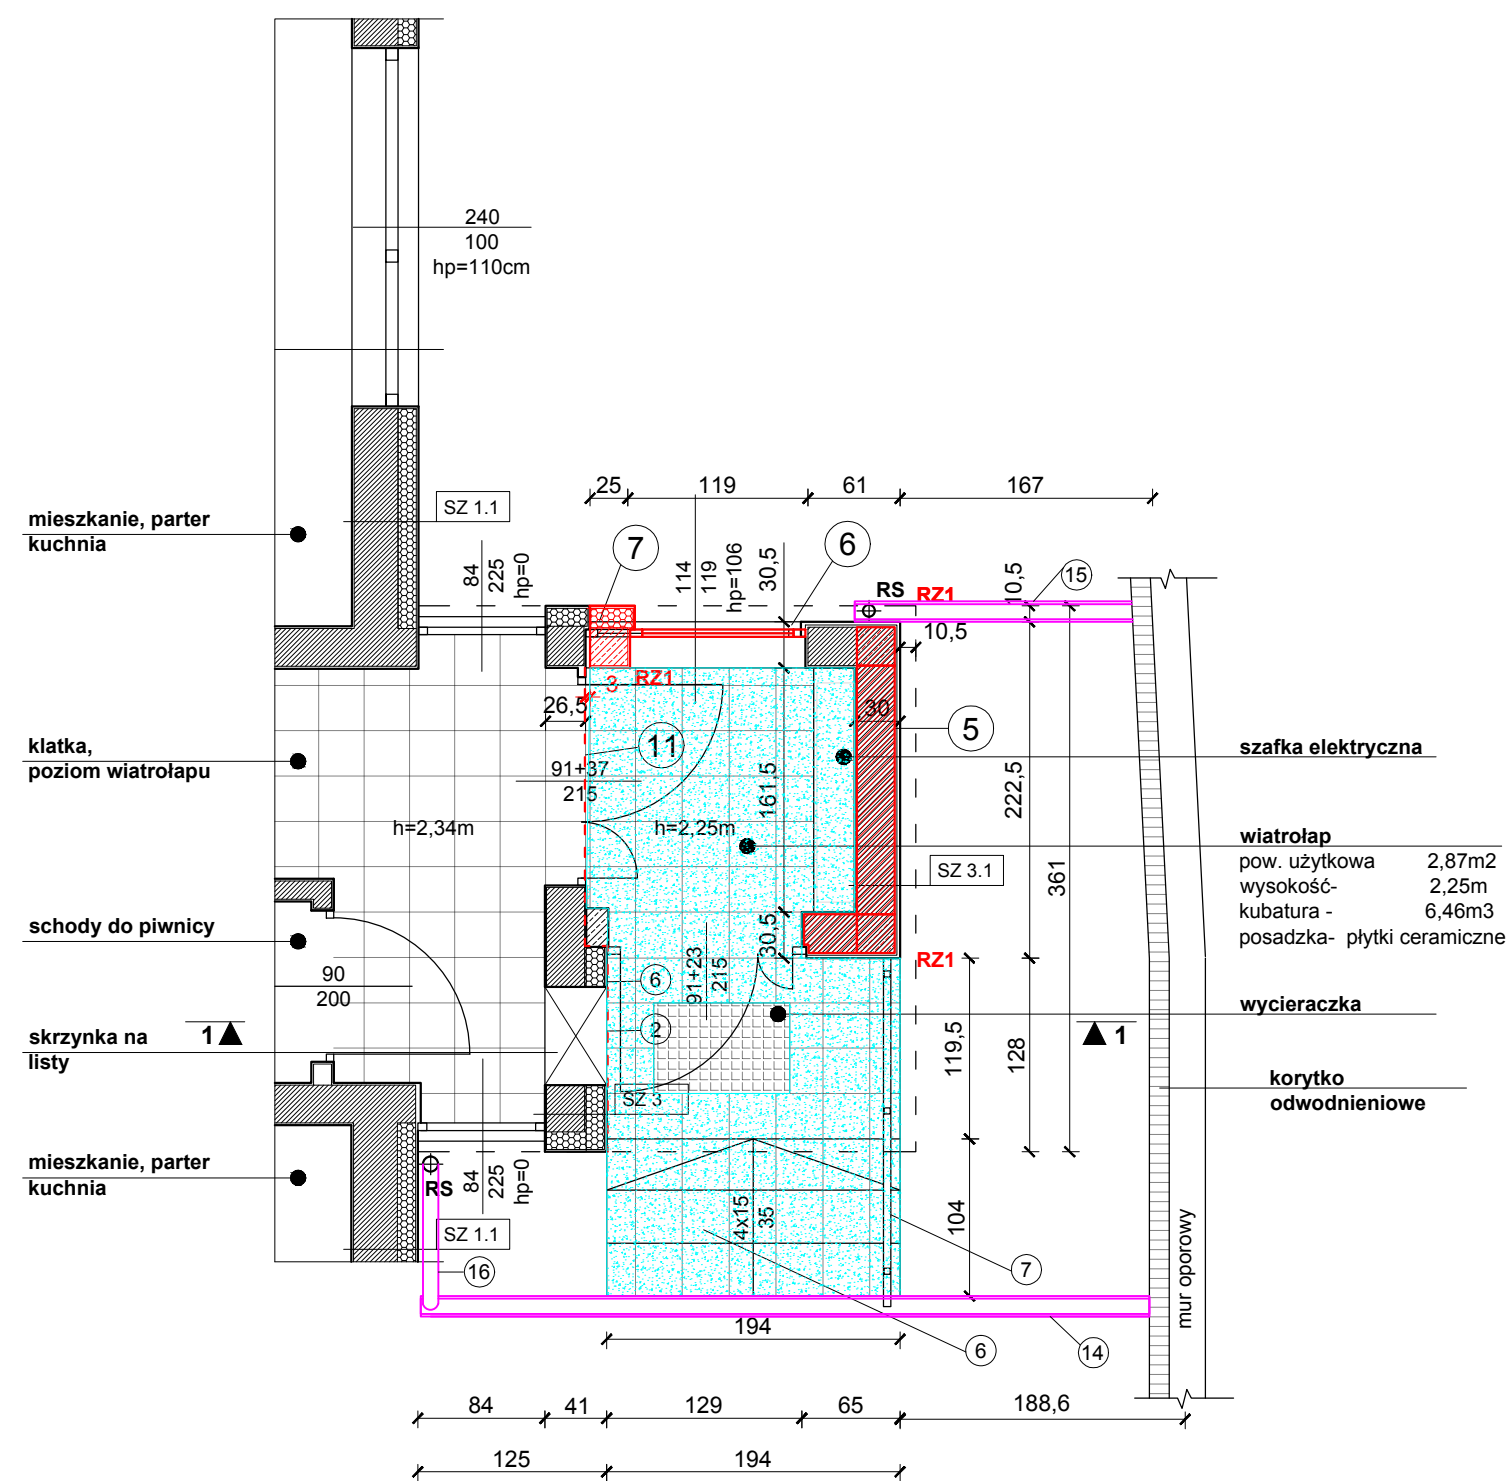 240
100
hp=110cm
25
119
61
167
SZ 1.1
mieszkanie, parter
kuchnia
84
225
hp=0
7
114
119
hp=106
30,5
6
RS
RZ1
10,5
15
10,5
3
RZ1
26,5
30
11
5
klatka,
poziom wiatrołapu
szafka elektryczna
91+37
215
161,5
222,5
h=2,34m
h=2,25m
wiatrołap
pow. użytkowa 2,87m2
wysokość- 2,25m
kubatura - 6,46m3
posadzka- płytki ceramiczne
SZ 3.1
361
schody do piwnicy
30,5
RZ1
90
200
91+23
215
6
wycieraczka
skrzynka na
listy
1
2
119,5
128
1
korytko
odwodnieniowe
SZ 3
mieszkanie, parter
kuchnia
RS
84
225
hp=0
SZ 1.1
4x15
35
104
mur oporowy
16
7
194
6
14
84
41
129
65
188,6
125
194